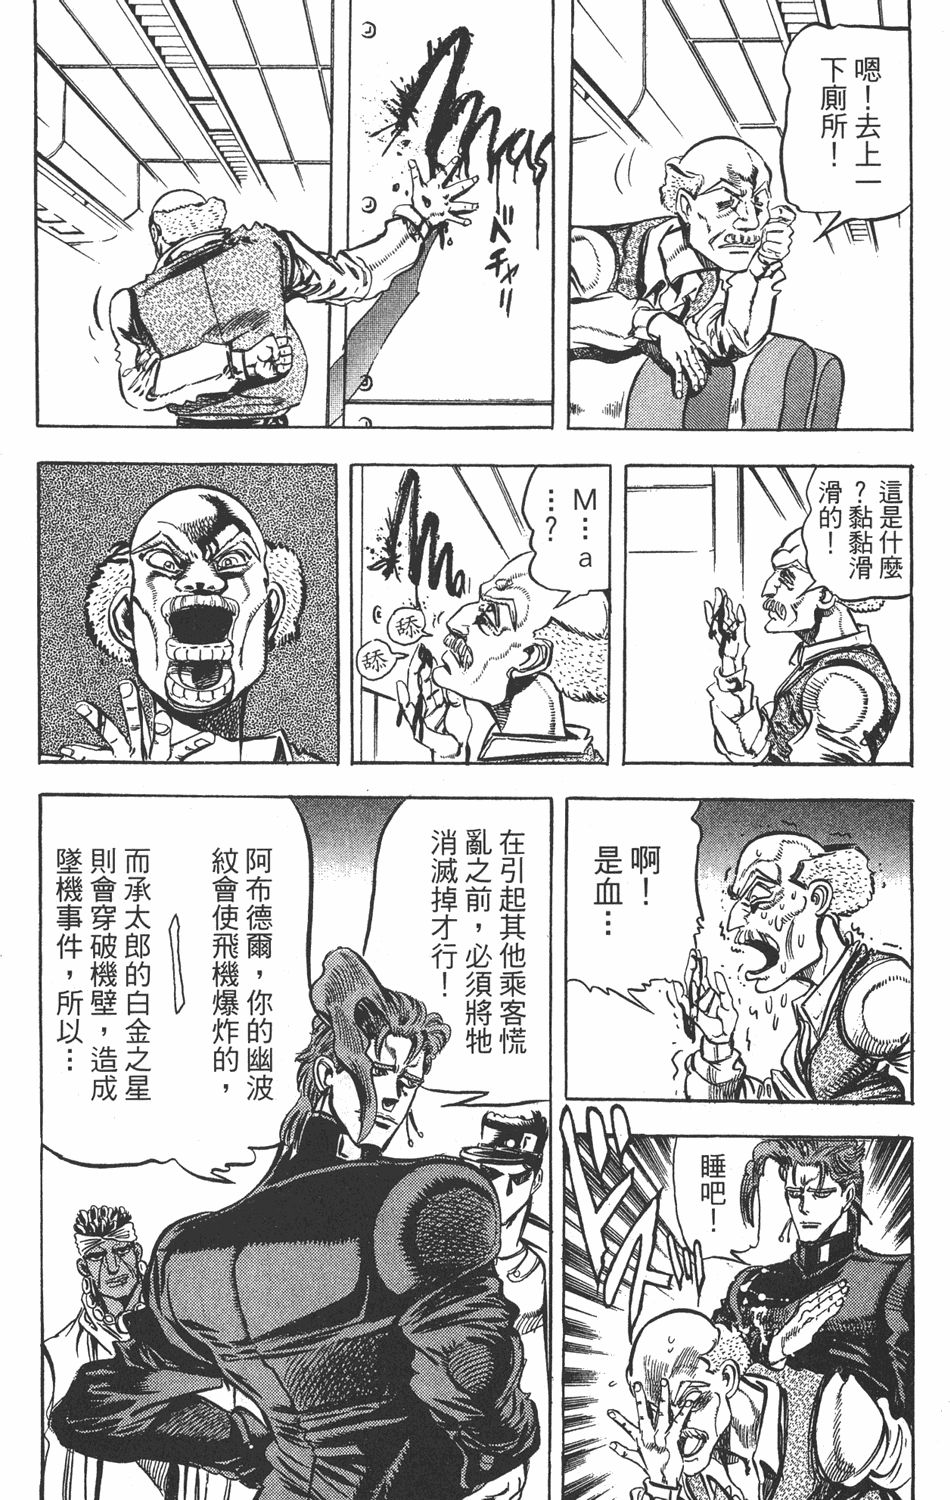 嗯！去上一
下廁所！
Mas
ベチャ
這是什麼
？黏黏滑
滑的！
M…a
…？
Ma
舔
舔
啊！
是血…
睡吧！
在引起其他乘客慌
亂之前，必須將牠
消滅掉才行！
阿布德爾，你的幽波
紋會使飛機爆炸的，
而承太郎的白金之星
則會穿破機壁，造成
墜機事件，所以…